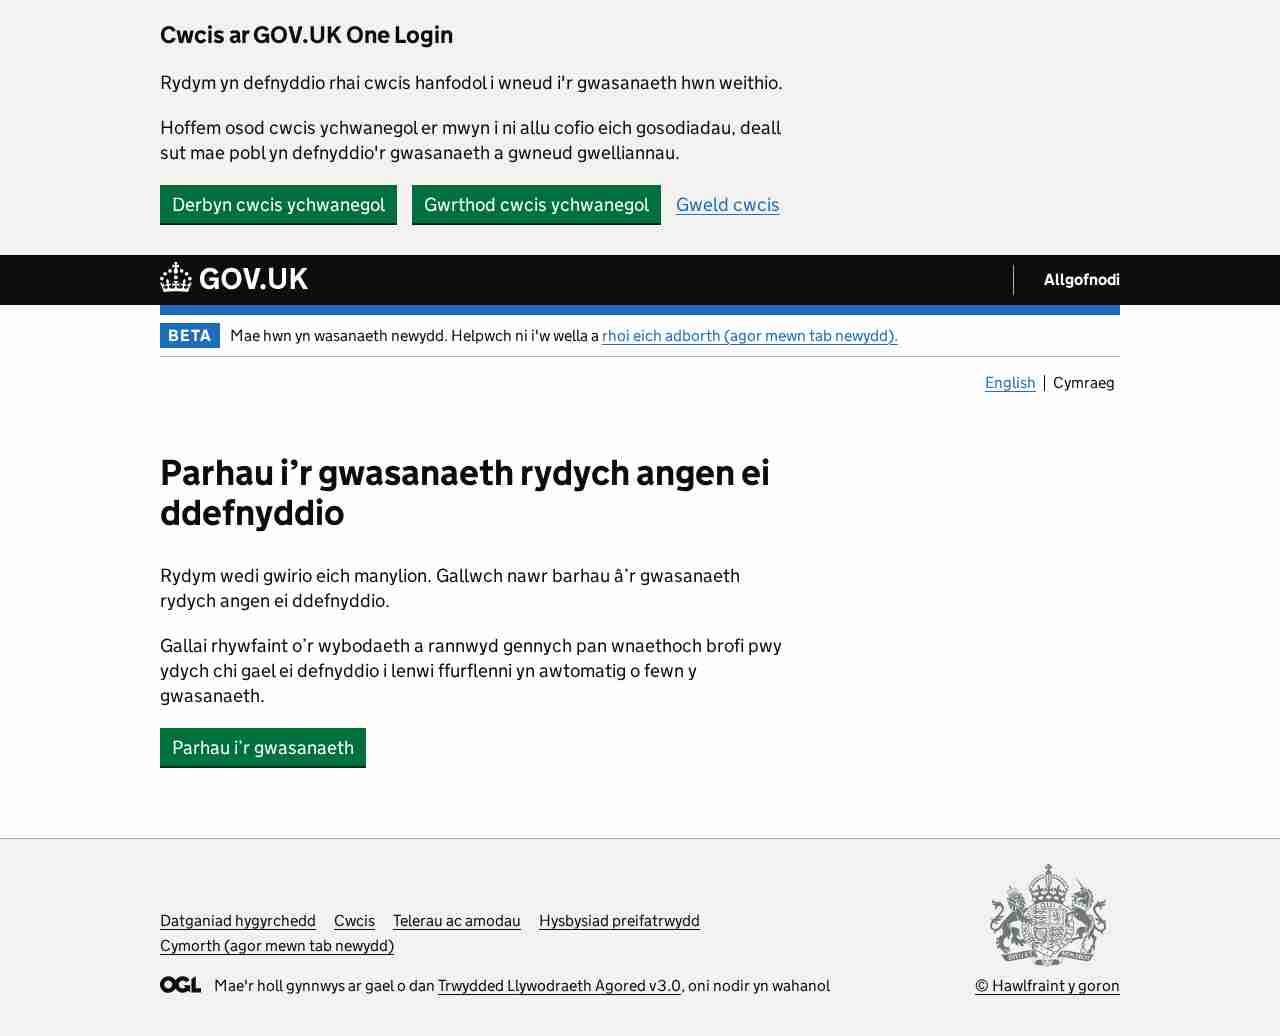 Cwcis ar GOV.UK One Login
Rydym yn defnyddio rhai cwcis hanfodol i wneud i'r gwasanaeth hwn weithio.
Hoffem osod cwcis ychwanegol er mwyn i ni allu cofio eich gosodiadau, deall
sut mae pobl yn defnyddio'r gwasanaeth a gwneud gwelliannau.
Derbyn cwcis ychwanegol
Gwrthod cwcis ychwanegol
Gweld cwcis
GOV.UK
Allgofnodi
BETA
Mae hwn yn wasanaeth newydd. Helpwch ni i'w wella a rhoi eich adborth (agor mewn tab newydd).
English
Cymraeg
Parhau i’r gwasanaeth rydych angen ei
ddefnyddio
Rydym wedi gwirio eich manylion. Gallwch nawr barhau â’r gwasanaeth
rydych angen ei ddefnyddio.
Gallai rhywfaint o’r wybodaeth a rannwyd gennych pan wnaethoch brofi pwy
ydych chi gael ei defnyddio i lenwi ffurflenni yn awtomatig o fewn y
gwasanaeth.
Parhau i’r gwasanaeth
Datganiad hygyrchedd
Cwcis
Telerau ac amodau
Hysbysiad preifatrwydd
Cymorth (agor mewn tab newydd)
OGL
Mae'r holl gynnwys ar gael o dan Trwydded Llywodraeth Agored v3.0, oni nodir yn wahanol
© Hawlfraint y goron